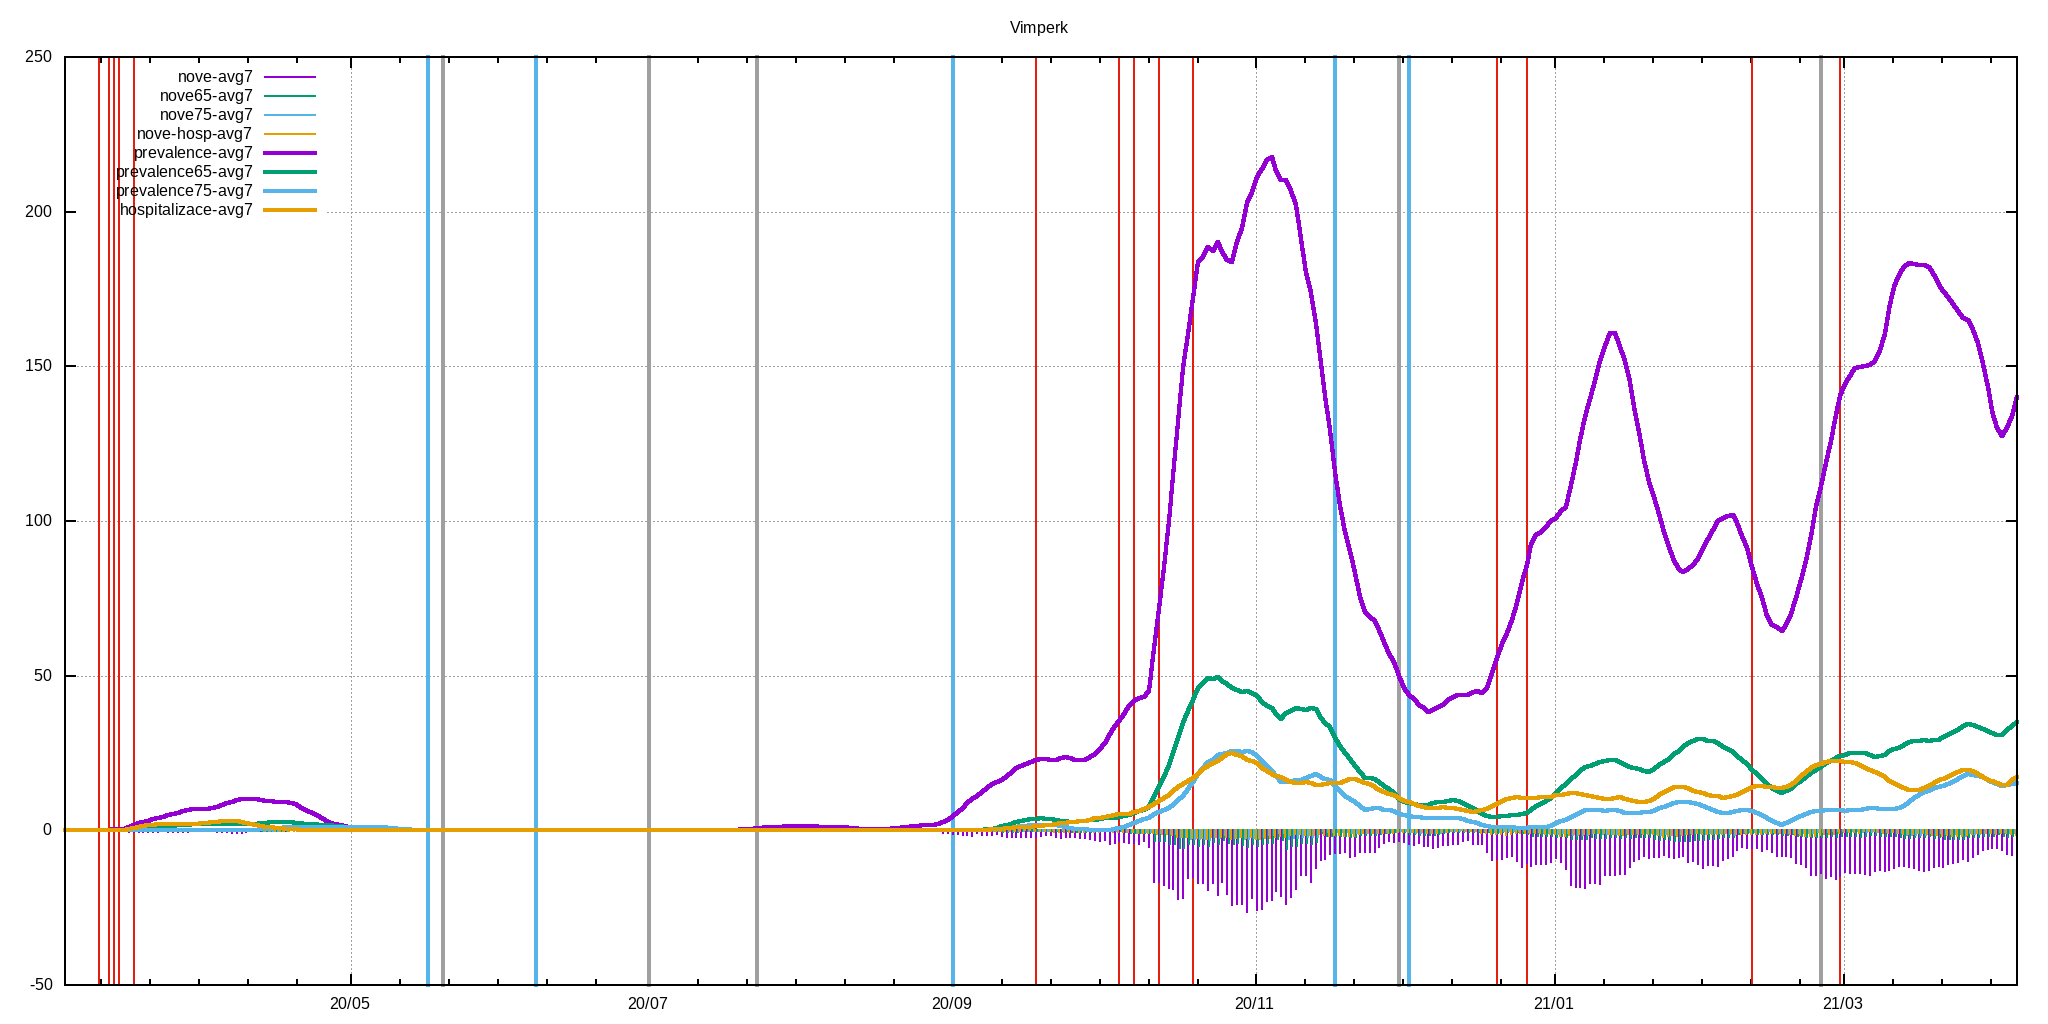 Vimperk
250
200
150
100
50
0
-50
nove-avg7
nove65-avg7
nove75-avg7
nove-hosp-avg7
prevalence-avg7
prevalence65-avg7
prevalence75-avg7
hospitalizace-avg7
20/05 20/07 20/09 20/11 21/01 21/03